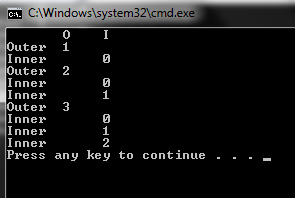 C:\Windows\system32\cmd.exe
O I
Outer 1
Inner 0
Outer 2
Inner 0
Inner 1
Outer 3
Inner 0
Inner 1
Inner 2
Press any key to continue . . . _